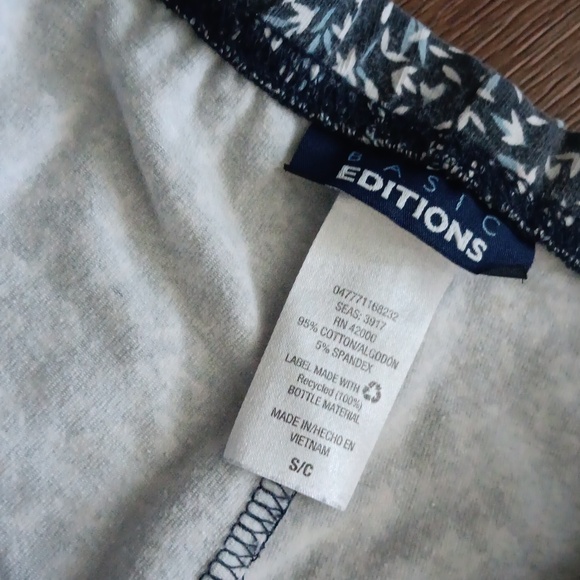 BASIC
EDITIONS
047771168232
SEAS: 3917
RN 42000
95% COTTON/ALGODÓN
5% SPANDEX
LABEL MADE WITH
Recycled (100%)
BOTTLE MATERIAL
MADE IN/HECHO EN
VIETNAM
S/C